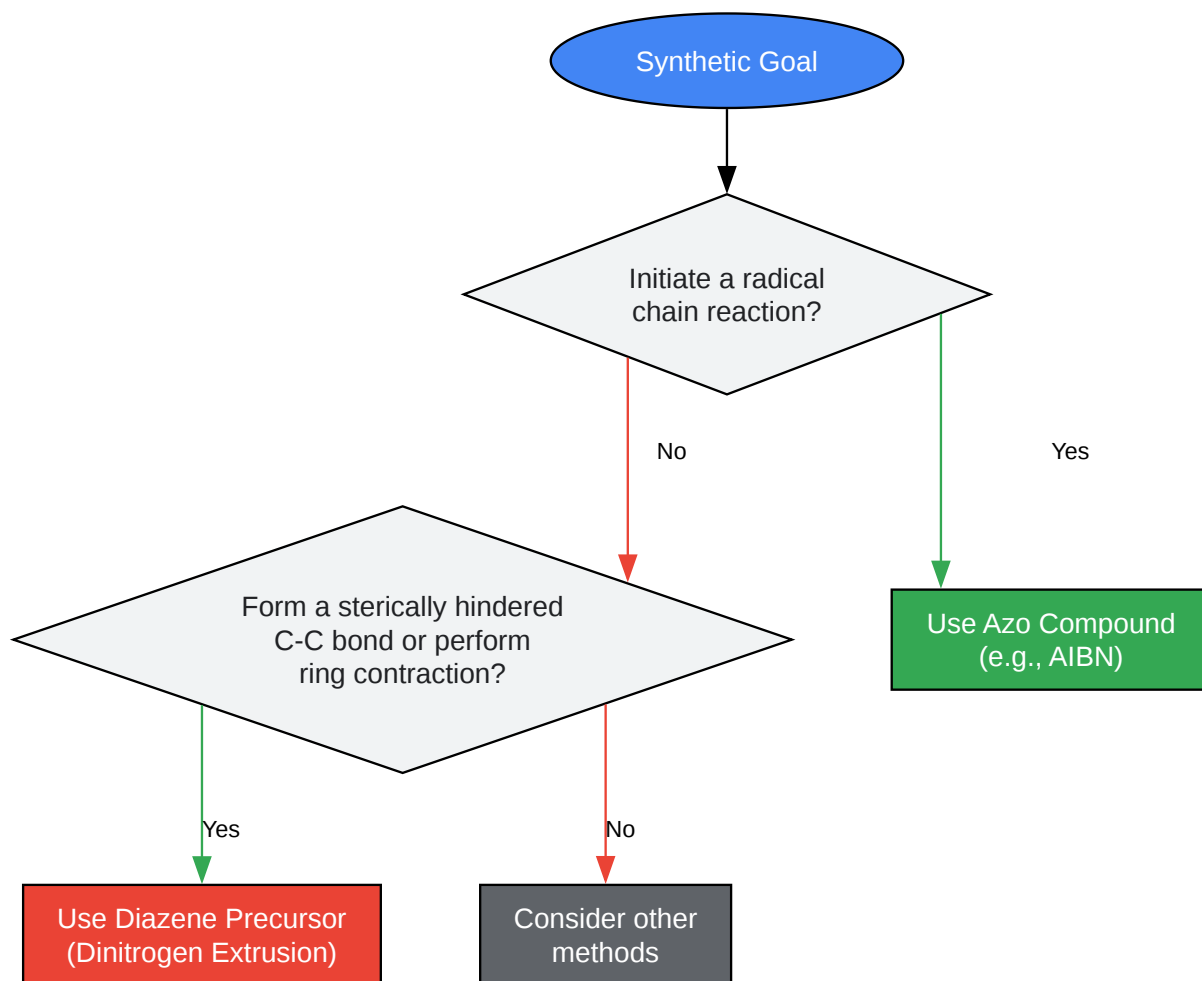 Synthetic Goal
Initiate a radical
chain reaction?
No
Yes
Form a sterically hindered
C-C bond or perform
ring contraction?
Use Azo Compound
(e.g., AIBN)
Yes
No
Use Diazene Precursor
(Dinitrogen Extrusion)
Consider other
methods